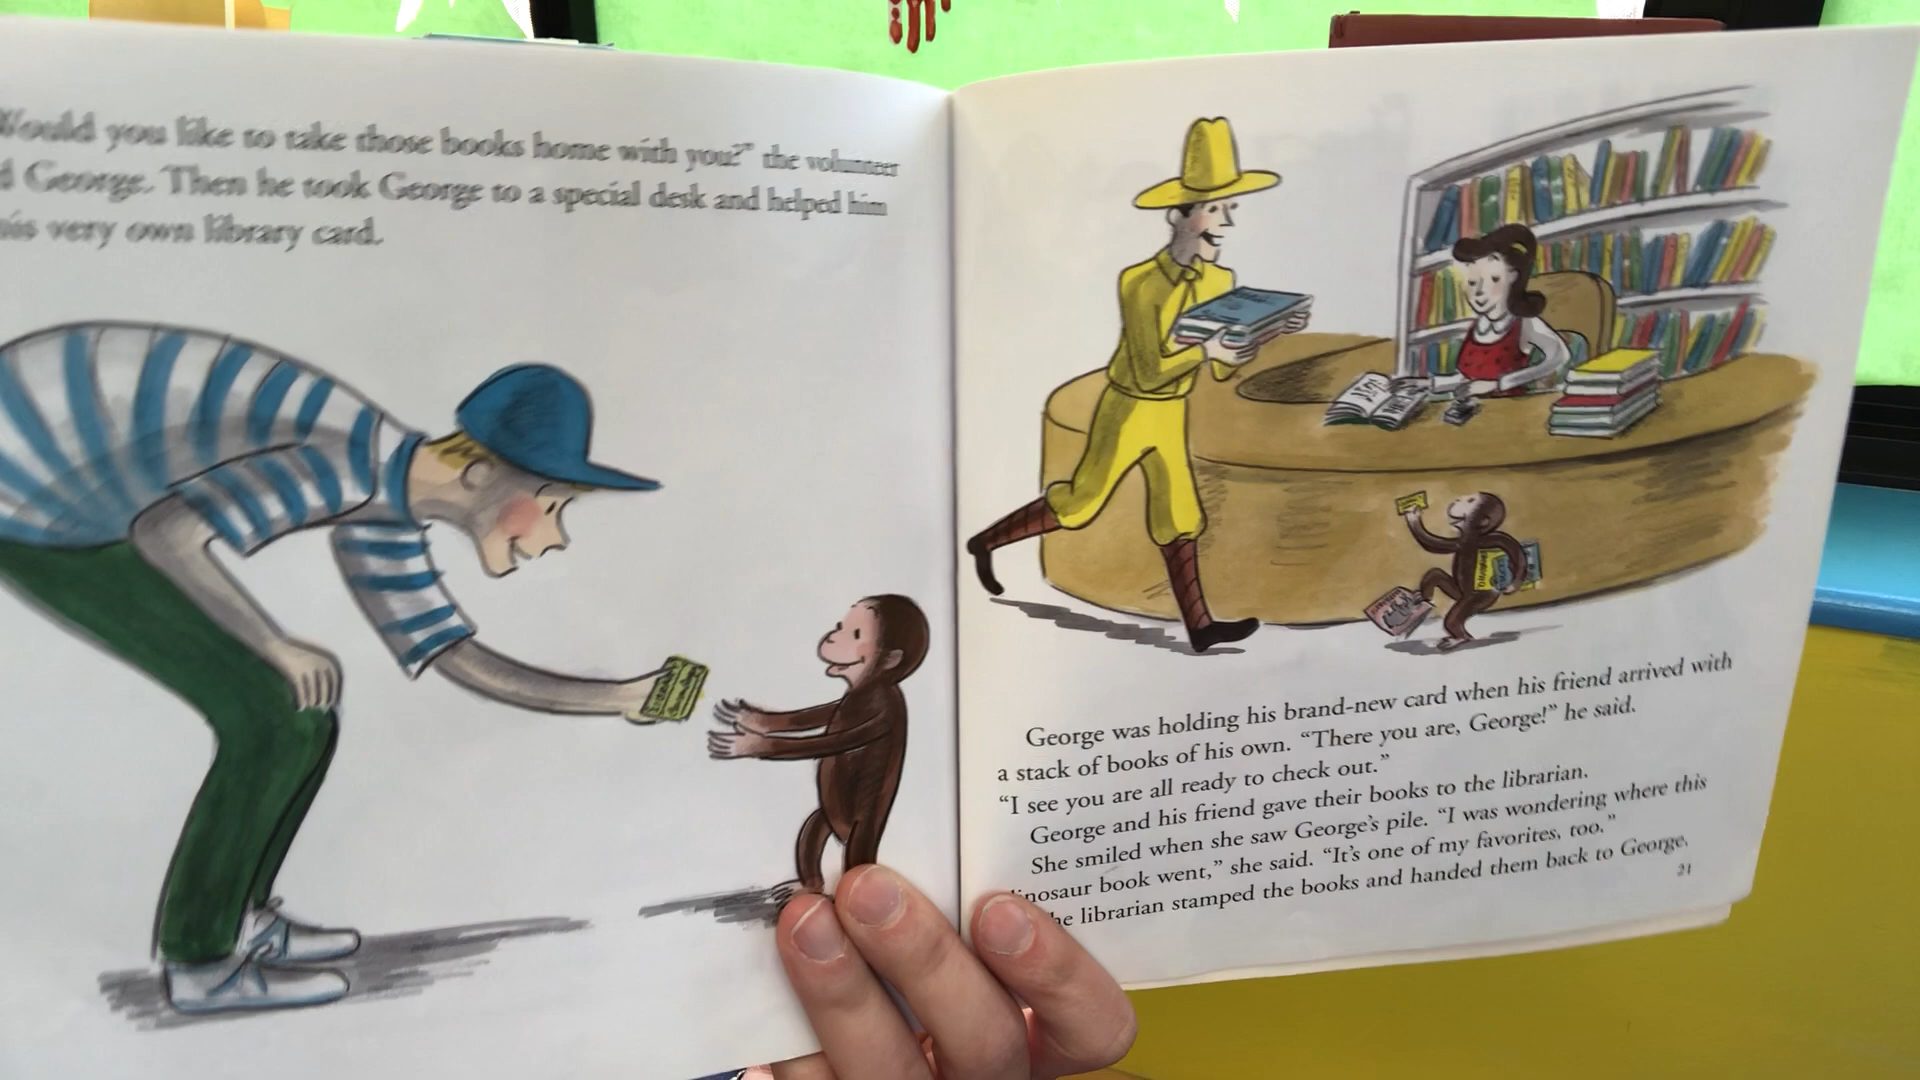 Would you like to take those books home with you?" the volunteer
George. Then he took George to a special desk and helped him
his very own library card.
George was holding his brand-new card when his friend arrived with
a stack of books of his own. "There you are, George!" he said.
"I see you are all ready to check out."
George and his friend gave their books to the librarian.
She smiled when she saw George's pile. "I was wondering where this
inosaur book went," she said. "It's one of my favorites, too."
he librarian stamped the books and handed them back to George.
21